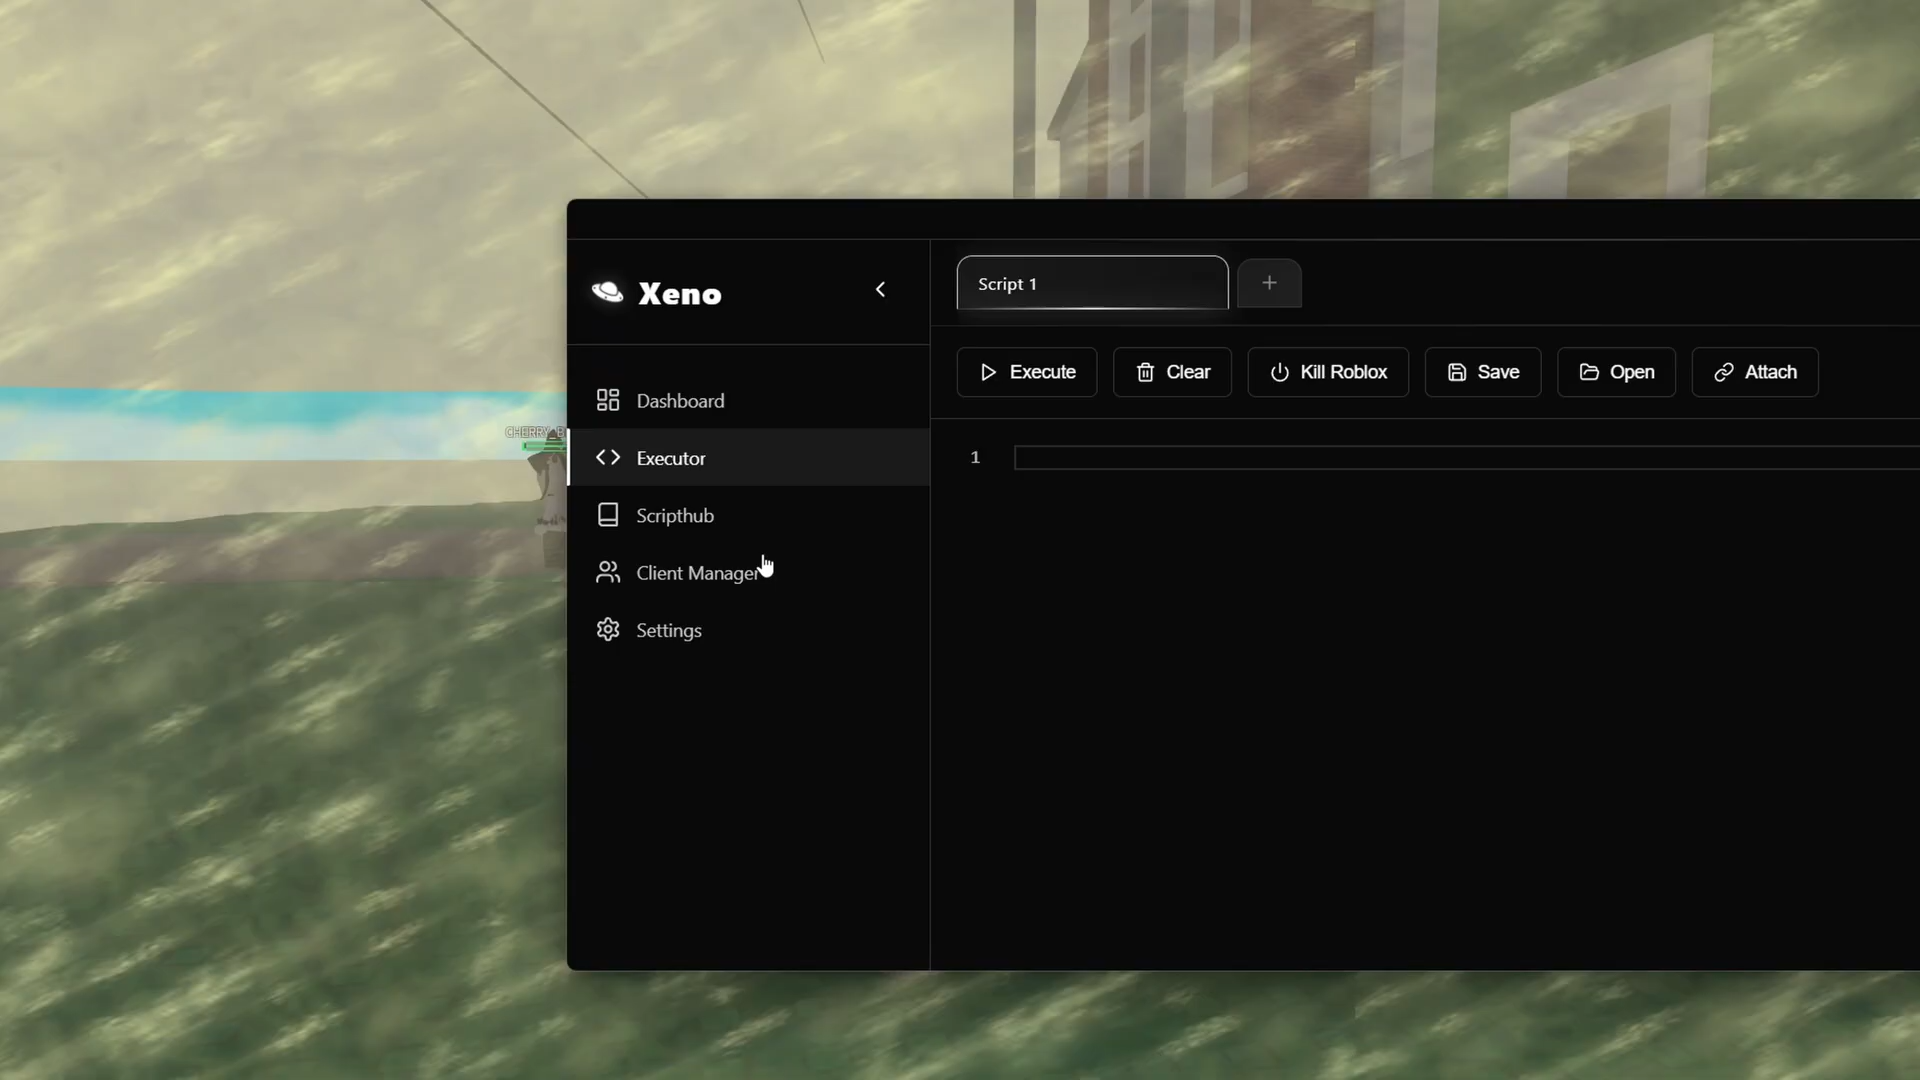 Xeno
Script 1
+
Execute
Clear
Kill Roblox
Save
Open
Attach
Dashboard
Executor
Scripthub
Client Manager
Settings
1